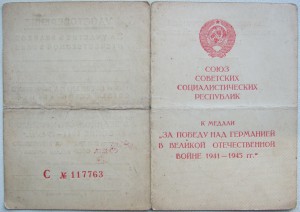 СОЮЗ
СОВЕТСКИХ
СОЦИАЛИСТИЧЕСКИХ
РЕСПУБЛИК
К МЕДАЛИ
„ЗА ПОБЕДУ НАД ГЕРМАНИЕЙ
В ВЕЛИКОЙ ОТЕЧЕСТВЕННОЙ
ВОЙНЕ 1941—1945 гг.“
С № 117763